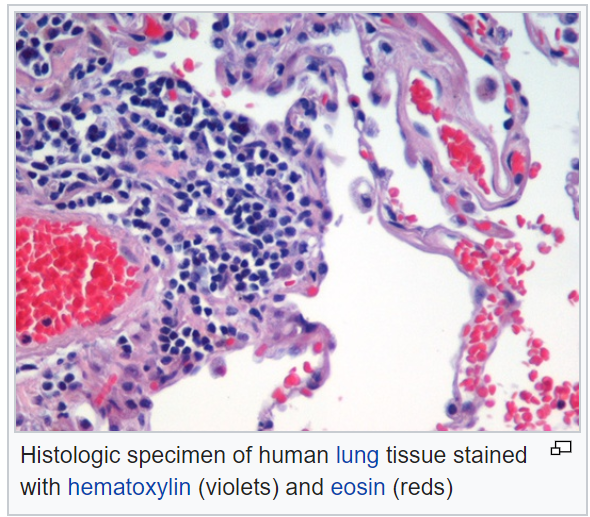 Histologic specimen of human lung tissue stained
with hematoxylin (violets) and eosin (reds)